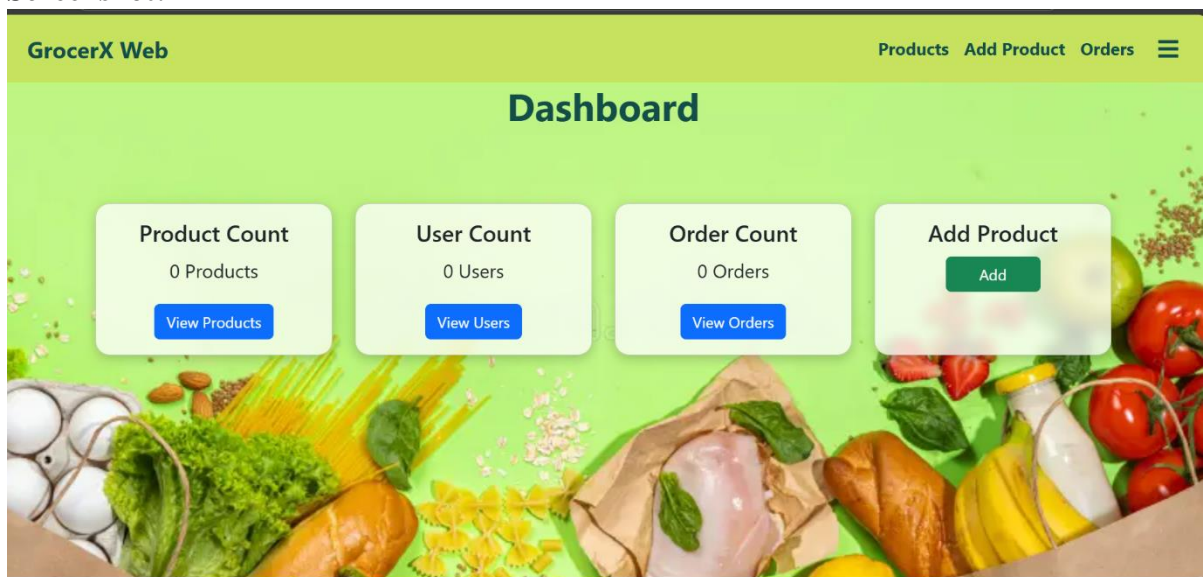 GrocerX Web
Products Add Product Orders
Dashboard
Product Count
0 Products
View Products
User Count
0 Users
View Users
Order Count
0 Orders
View Orders
Add Product
Add